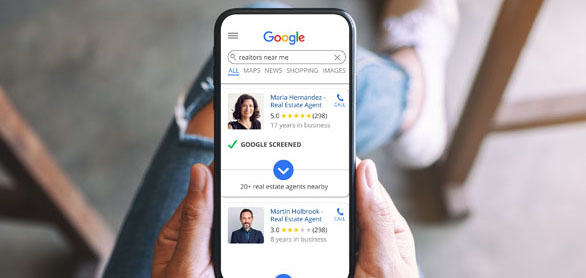 Google
realtors near me
ALL MAPS NEWS SHOPPING IMAGES
Maria Hernandez -
Real Estate Agent
CALL
5.0 ★★★★★ (298)
17 years in business
GOOGLE SCREENED
20+ real estate agents nearby
Martin Holbrook -
Real Estate Agent
CALL
3.0 ★★★★★ (298)
8 years in business